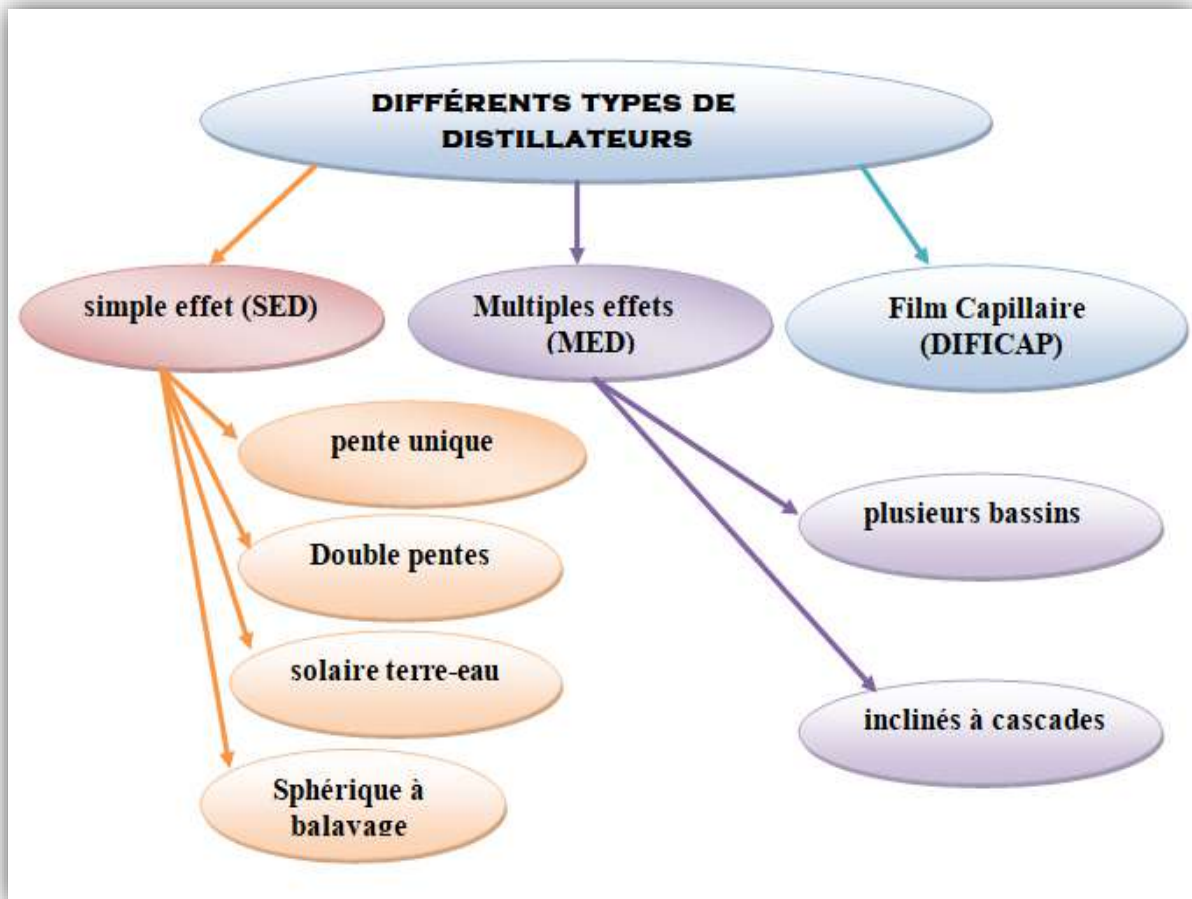 DIFFÉRENTS TYPES DE
DISTILLATEURS
simple effet (SED)
Multiples effets
(MED)
Film Capillaire
(DIFICAP)
pente unique
Double pentes
solaire terre-eau
Sphérique à
balayage
plusieurs bassins
inclinés à cascades